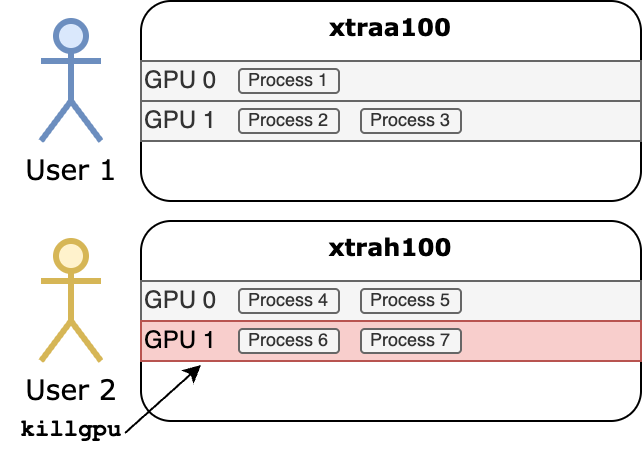 xtraa100
GPU 0 Process 1
GPU 1 Process 2 Process 3
User 1
xtrah100
GPU 0 Process 4 Process 5
GPU 1 Process 6 Process 7
User 2
killgpu